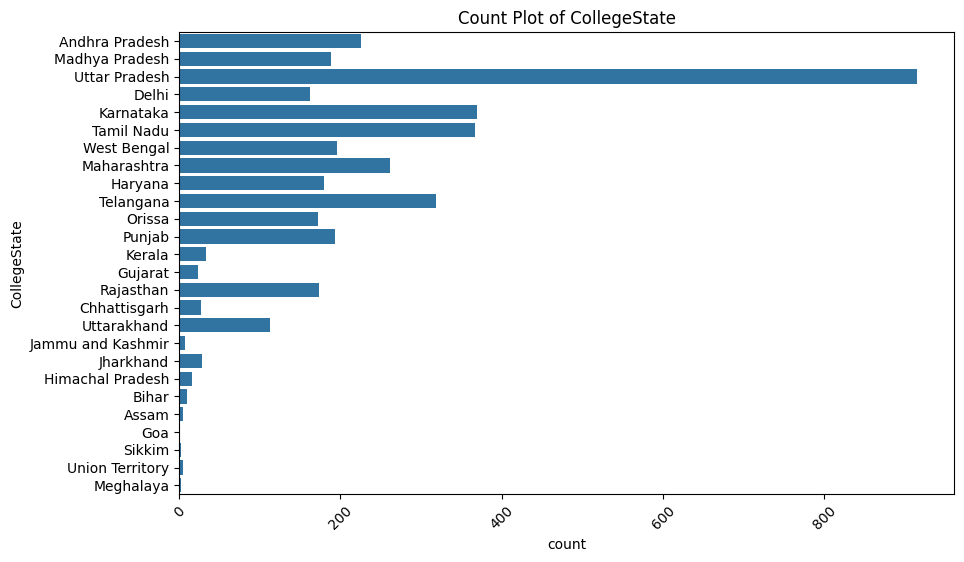 Count Plot of CollegeState
CollegeState
Andhra Pradesh
Madhya Pradesh
Uttar Pradesh
Delhi
Karnataka
Tamil Nadu
West Bengal
Maharashtra
Haryana
Telangana
Orissa
Punjab
Kerala
Gujarat
Rajasthan
Chhattisgarh
Uttarakhand
Jammu and Kashmir
Jharkhand
Himachal Pradesh
Bihar
Assam
Goa
Sikkim
Union Territory
Meghalaya
0 200 400 600 800
count